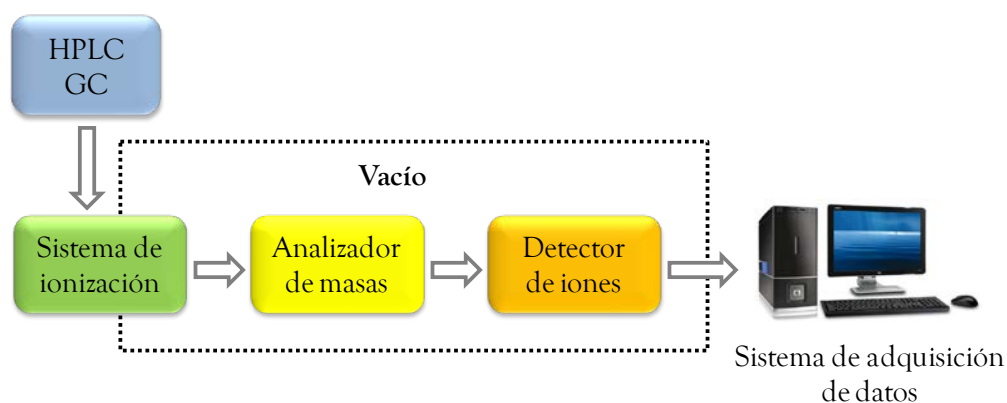 HPLC
GC
Vacío
Sistema de
ionización
Analizador
de masas
Detector
de iones
Sistema de adquisición
de datos